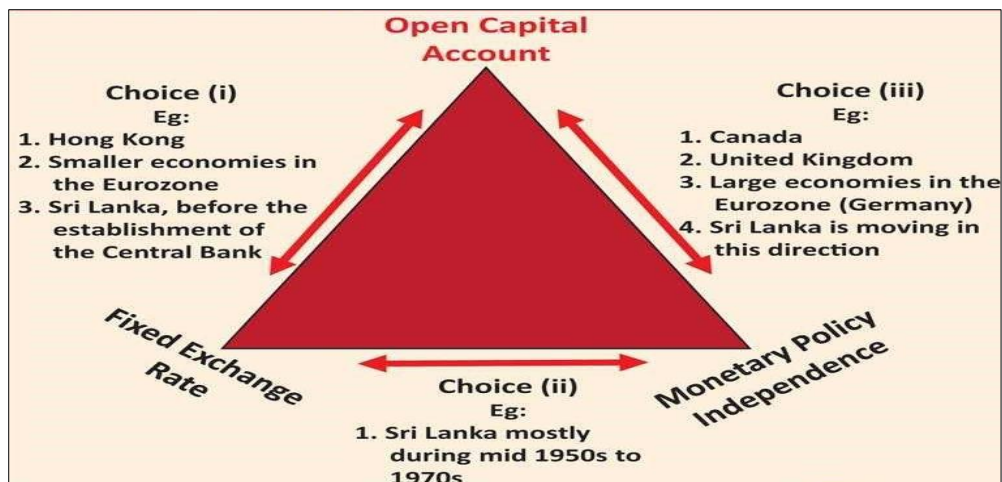 Open Capital
Account
Choice (i)
Eg:
1. Hong Kong
2. Smaller economies in
the Eurozone
3. Sri Lanka, before the
establishment of
the Central Bank
Choice (iii)
Eg:
1. Canada
2. United Kingdom
3. Large economies in the
Eurozone (Germany)
4. Sri Lanka is moving in
this direction
Fixed Exchange
Rate
Choice (ii)
Eg:
1. Sri Lanka mostly
during mid 1950s to
1970s
Monetary Policy
Independence